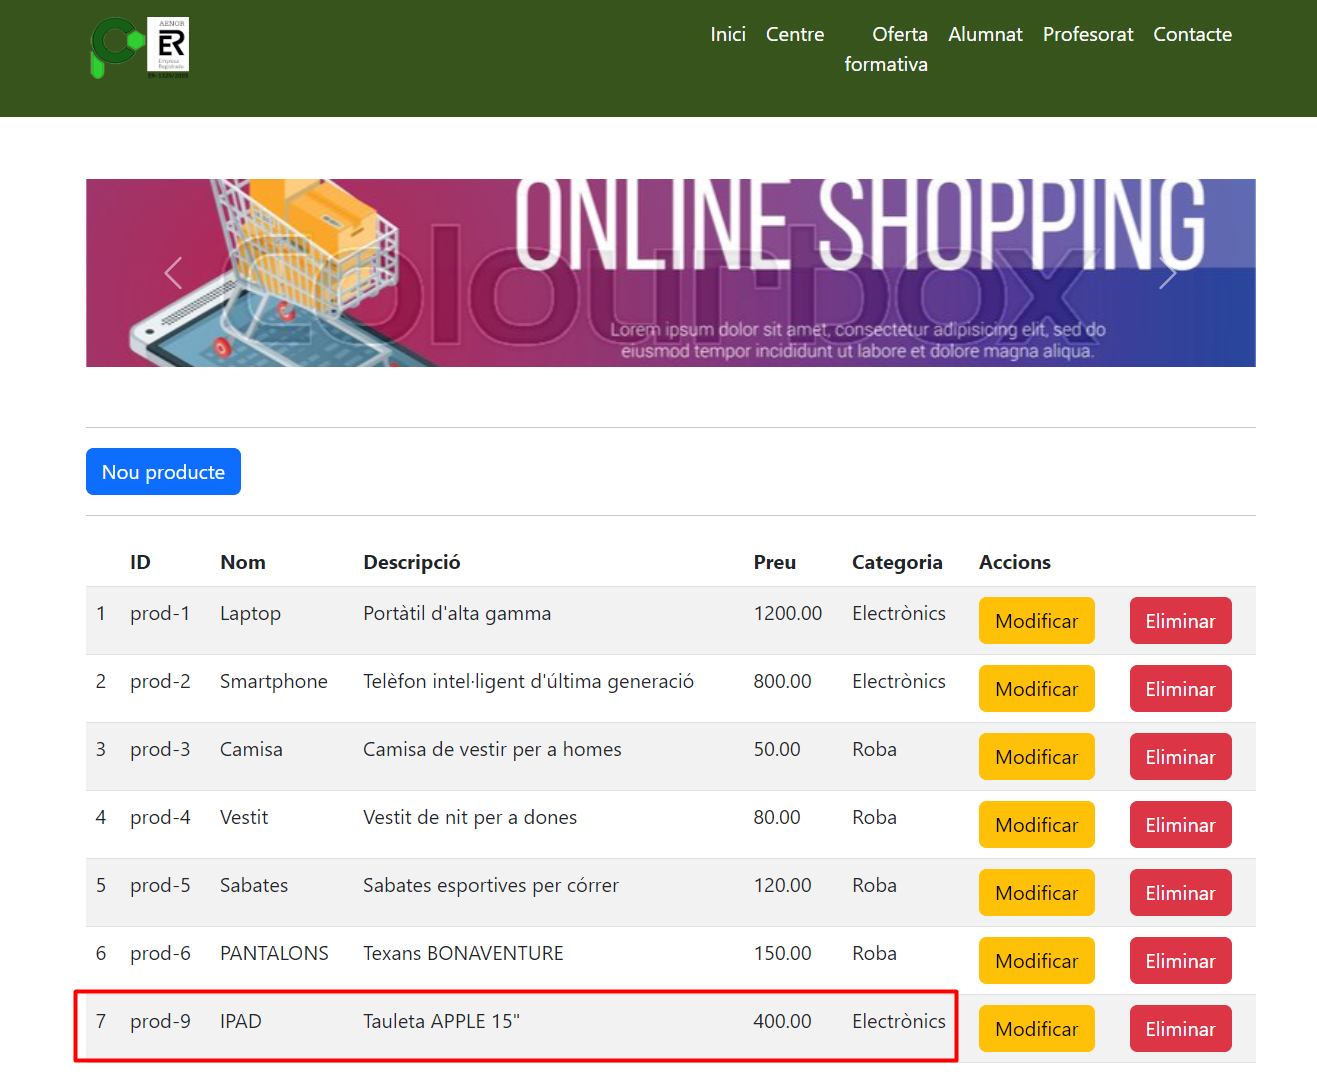 AENOR
ER
Empresa
Registrada
Inici Centre Oferta formativa Alumnat Profesorat Contacte
ONLINE SHOPPING
Colourbox
Lorem ipsum dolor sit amet, consectetur adipisicing elit, sed do
eiusmod tempor incididunt ut labore et dolore magna aliqua.
Nou producte
ID Nom Descripció Preu Categoria Accions
1 prod-1 Laptop Portàtil d'alta gamma 1200.00 Electrònics Modificar Eliminar
2 prod-2 Smartphone Telèfon intel·ligent d'última generació 800.00 Electrònics Modificar Eliminar
3 prod-3 Camisa Camisa de vestir per a homes 50.00 Roba Modificar Eliminar
4 prod-4 Vestit Vestit de nit per a dones 80.00 Roba Modificar Eliminar
5 prod-5 Sabates Sabates esportives per córrer 120.00 Roba Modificar Eliminar
6 prod-6 PANTALONS Texans BONAVENTURE 150.00 Roba Modificar Eliminar
7 prod-9 IPAD Tauleta APPLE 15" 400.00 Electrònics Modificar Eliminar